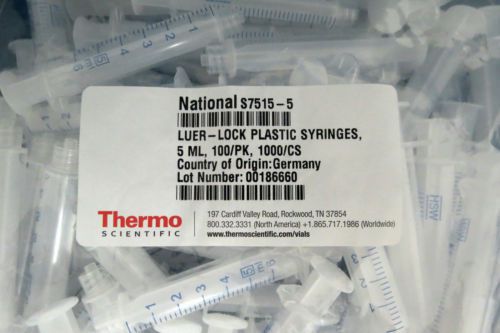 National S7515-5
LUER-LOCK PLASTIC SYRINGES,
5 ML, 100/PK, 1000/CS
Country of Origin:Germany
Lot Number: 00186660
Thermo
SCIENTIFIC
197 Cardiff Valley Road, Rockwood, TN 37854
800.332.3331 (North America) +1.865.717.1986 (Worldwide)
www.thermoscientific.com/vials
HSW